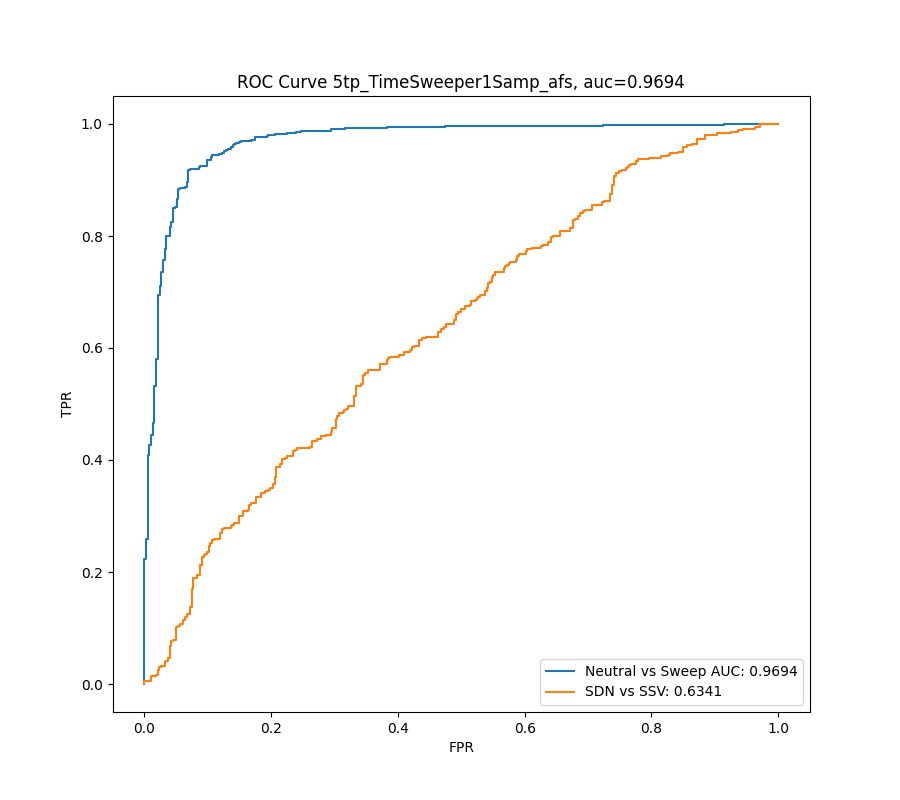 ROC Curve 5tp_TimeSweeper1Samp_afs, auc=0.9694
1.0
0.8
0.6
0.4
0.2
0.0
TPR
0.0 0.2 0.4 0.6 0.8 1.0
FPR
Neutral vs Sweep AUC: 0.9694
SDN vs SSV: 0.6341